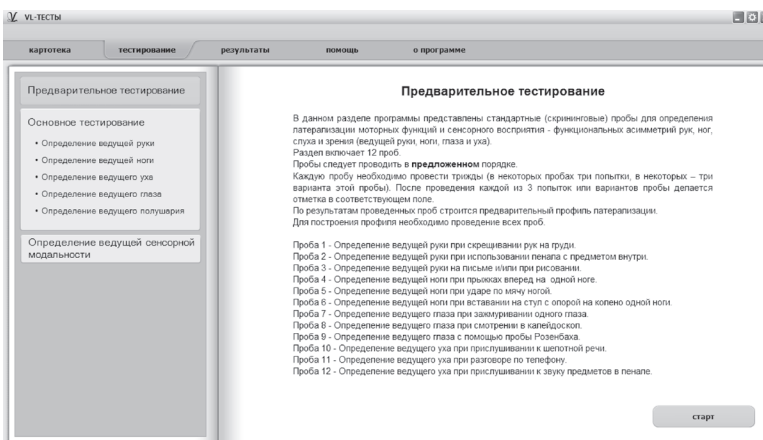 VL-ТЕСТЫ
картотека тестирование результаты помощь о программе
Предварительное тестирование
Основное тестирование
• Определение ведущей руки
• Определение ведущей ноги
• Определение ведущего уха
• Определение ведущего глаза
• Определение ведущего полушария
Определение ведущей сенсорной
модальности
Предварительное тестирование
В данном разделе программы представлены стандартные (скрининговые) пробы для определения
латерализации моторных функций и сенсорного восприятия - функциональных асимметрий рук, ног,
слуха и зрения (ведущей руки, ноги, глаза и уха).
Раздел включает 12 проб.
Пробы следует проводить в предложенном порядке.
Каждую пробу необходимо провести трижды (в некоторых пробах три попытки, в некоторых – три
варианта этой пробы). После проведения каждой из 3 попыток или вариантов пробы делается
отметка в соответствующем поле.
По результатам проведенных проб строится предварительный профиль латерализации.
Для построения профиля необходимо проведение всех проб.
Проба 1 - Определение ведущей руки при скрещивании рук на груди.
Проба 2 - Определение ведущей руки при использовании пенала с предметом внутри.
Проба 3 - Определение ведущей руки на письме и/или при рисовании.
Проба 4 - Определение ведущей ноги при прыжках вперед на одной ноге.
Проба 5 - Определение ведущей ноги при ударе по мячу ногой.
Проба 6 - Определение ведущей ноги при вставании на стул с опорой на колено одной ноги.
Проба 7 - Определение ведущего глаза при зажмуривании одного глаза.
Проба 8 - Определение ведущего глаза при смотрении в калейдоскоп.
Проба 9 - Определение ведущего глаза с помощью пробы Розенбаха.
Проба 10 - Определение ведущего уха при прислушивании к шепотной речи.
Проба 11 - Определение ведущего уха при разговоре по телефону.
Проба 12 - Определение ведущего уха при прислушивании к звуку предметов в пенале.
старт